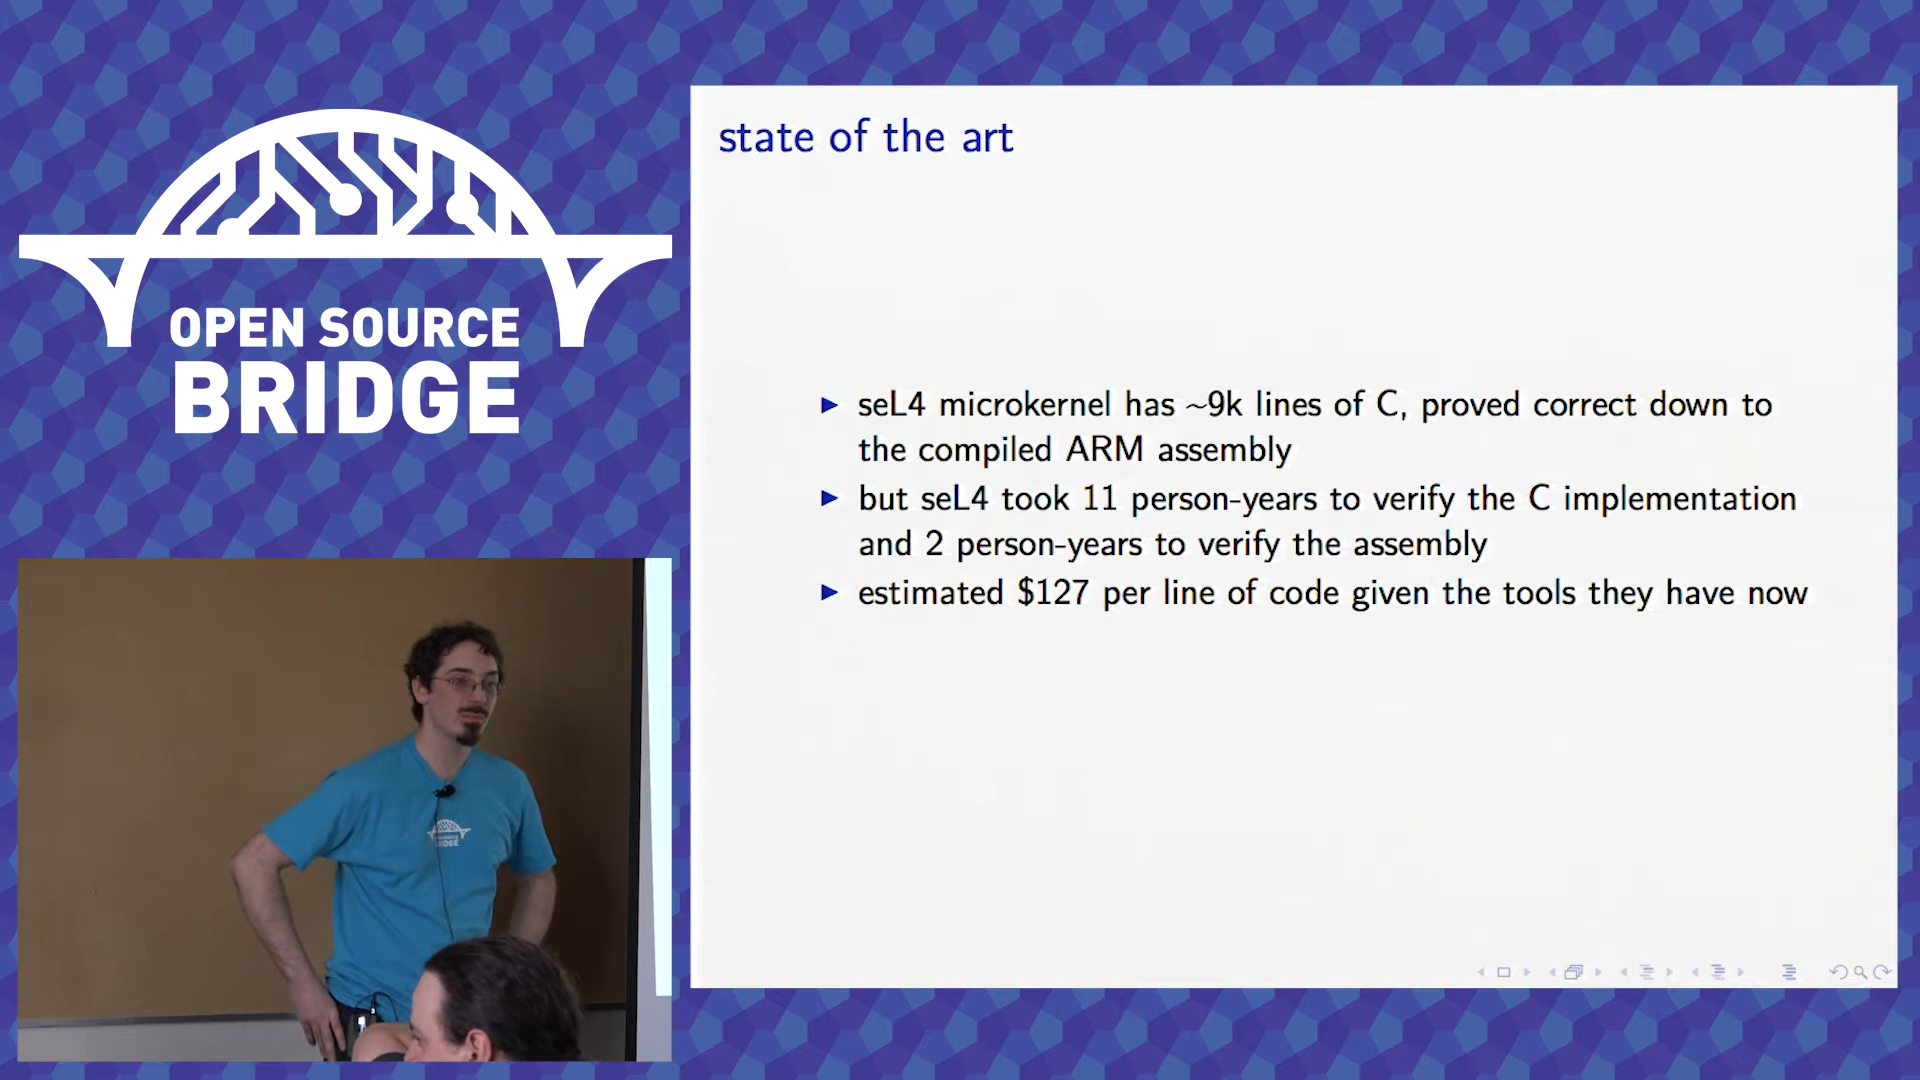 OPEN SOURCE
BRIDGE
state of the art
seL4 microkernel has ~9k lines of C, proved correct down to
the compiled ARM assembly
but seL4 took 11 person-years to verify the C implementation
and 2 person-years to verify the assembly
estimated $127 per line of code given the tools they have now
BRIDGE